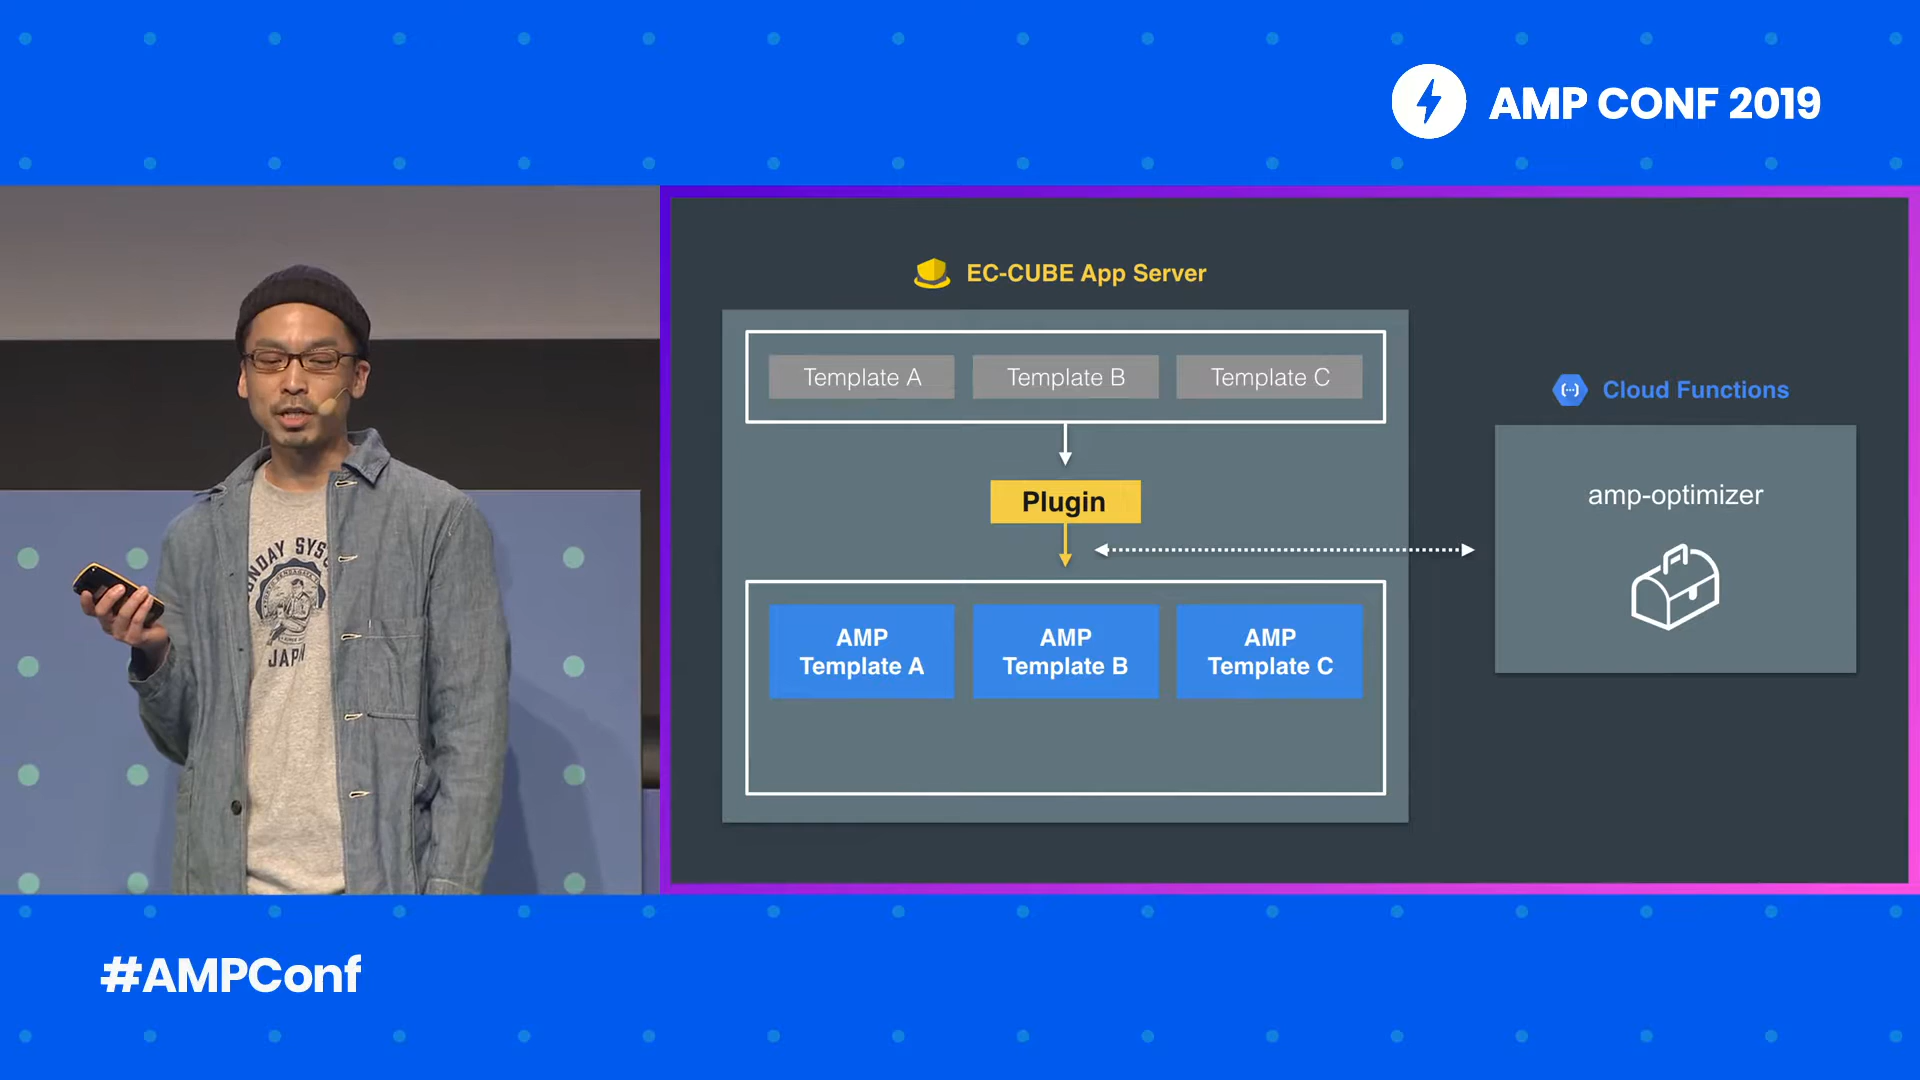 AMP CONF 2019
EC-CUBE App Server
Template A
Template B
Template C
Cloud Functions
Plugin
amp-optimizer
AMP
Template A
AMP
Template B
AMP
Template C
JAPAN
#AMPConf